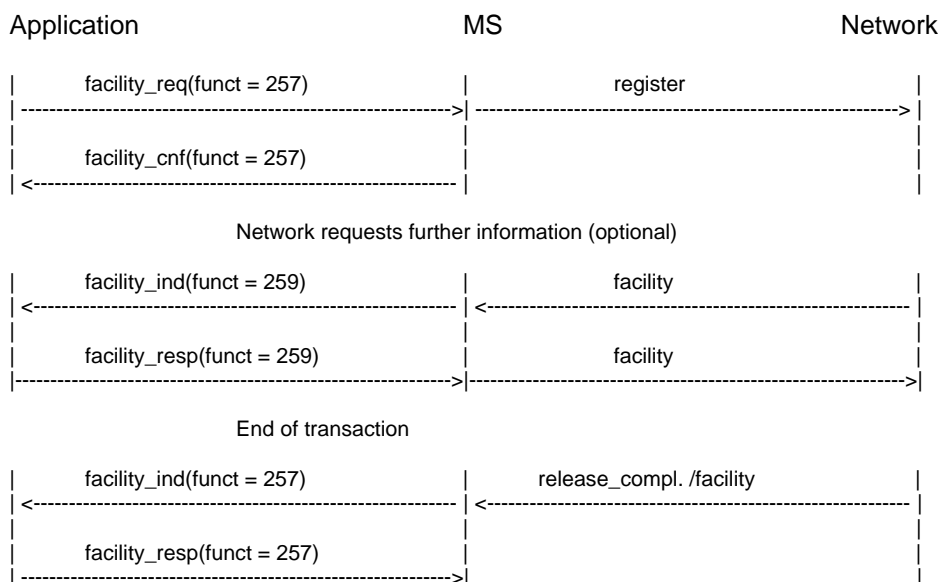 Application MS Network
facility_req(funct = 257) register
facility_cnf(funct = 257)
Network requests further information (optional)
facility_ind(funct = 259) facility
facility_resp(funct = 259) facility
End of transaction
facility_ind(funct = 257) release_compl. /facility
facility_resp(funct = 257)